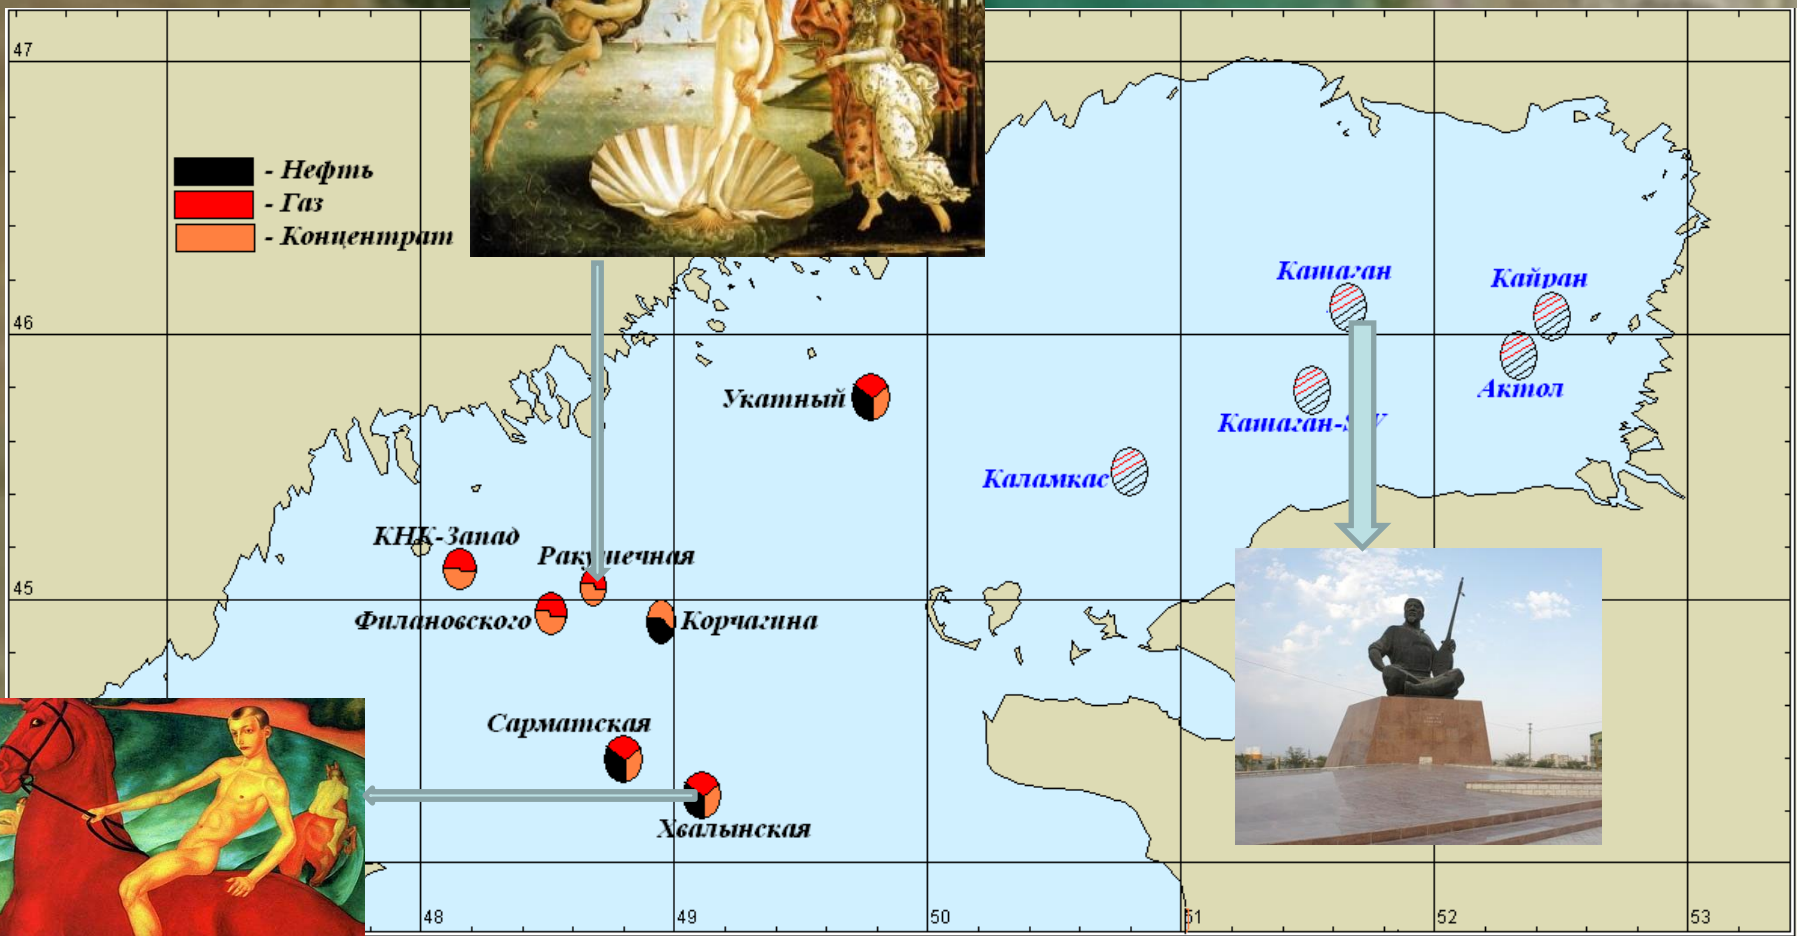 47
- Нефть
- Газ
- Концентрат
Кашаган
Кайран
46
Укатный
Актол
Каламкас
КНК-Запад
Ракушечная
45
Филановского
Корчагина
Сарматская
Хвалынская
48
49
50
51
52
53